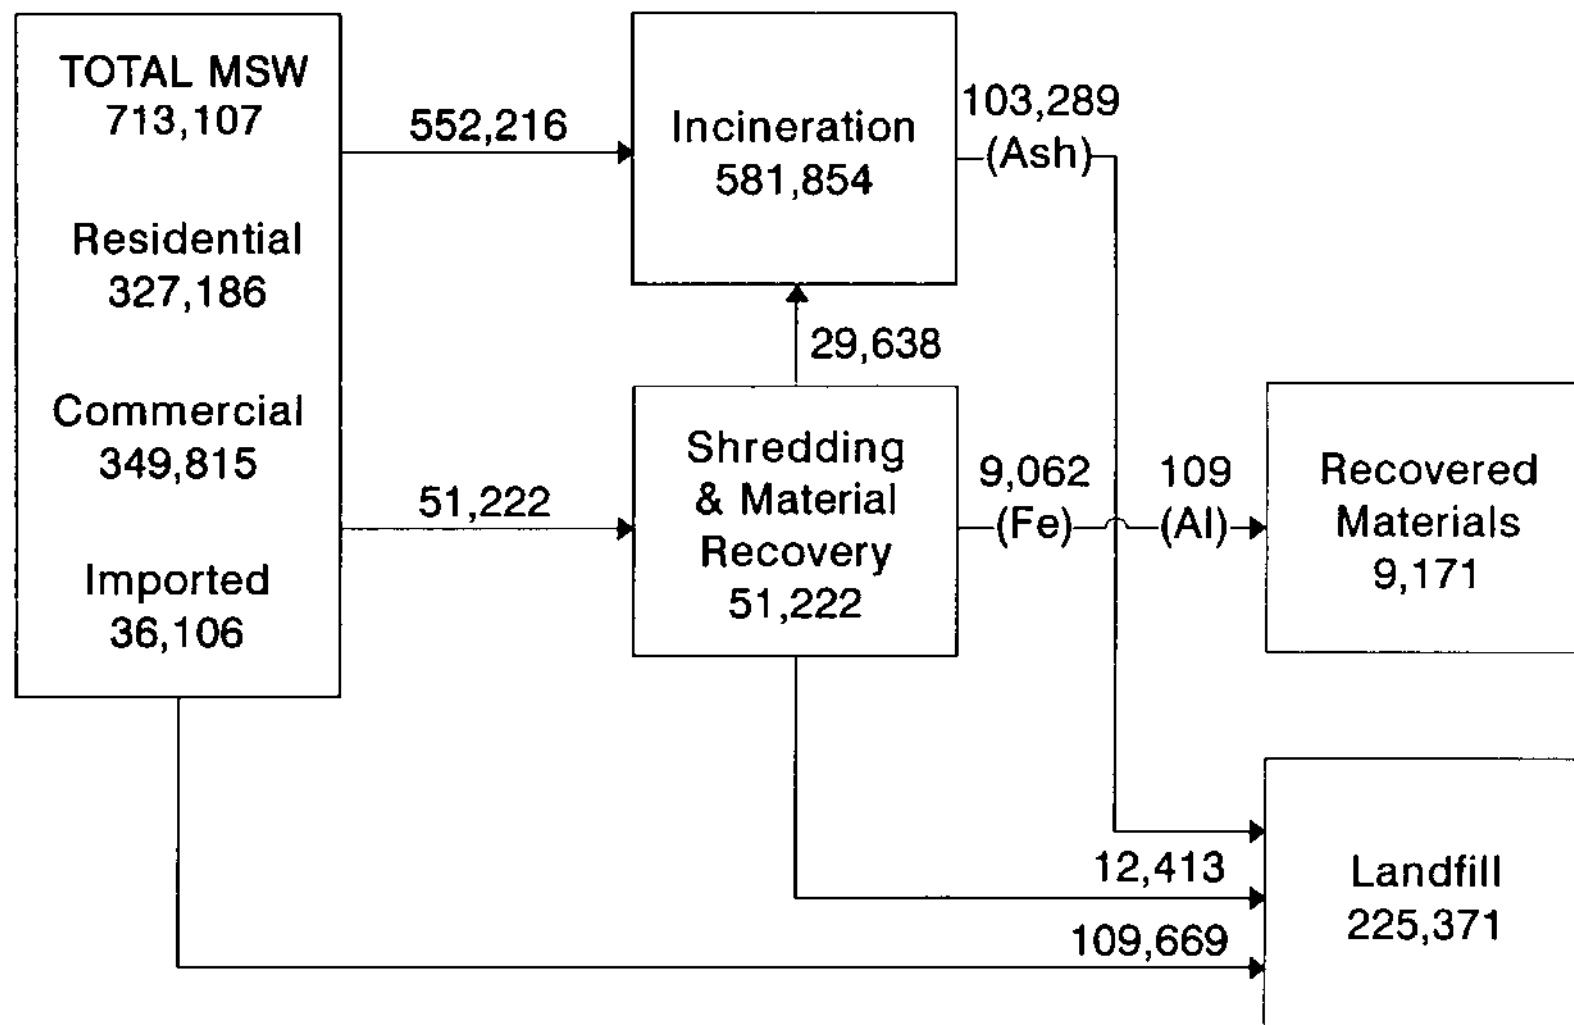 TOTAL MSW
713,107
Residential
327,186
Commercial
349,815
Imported
36,106
552,216
51,222
Incineration
581,854
103,289
(Ash)
29,638
Shredding
& Material
Recovery
51,222
9,062
(Fe)
109
(Al)
Recovered
Materials
9,171
12,413
109,669
Landfill
225,371